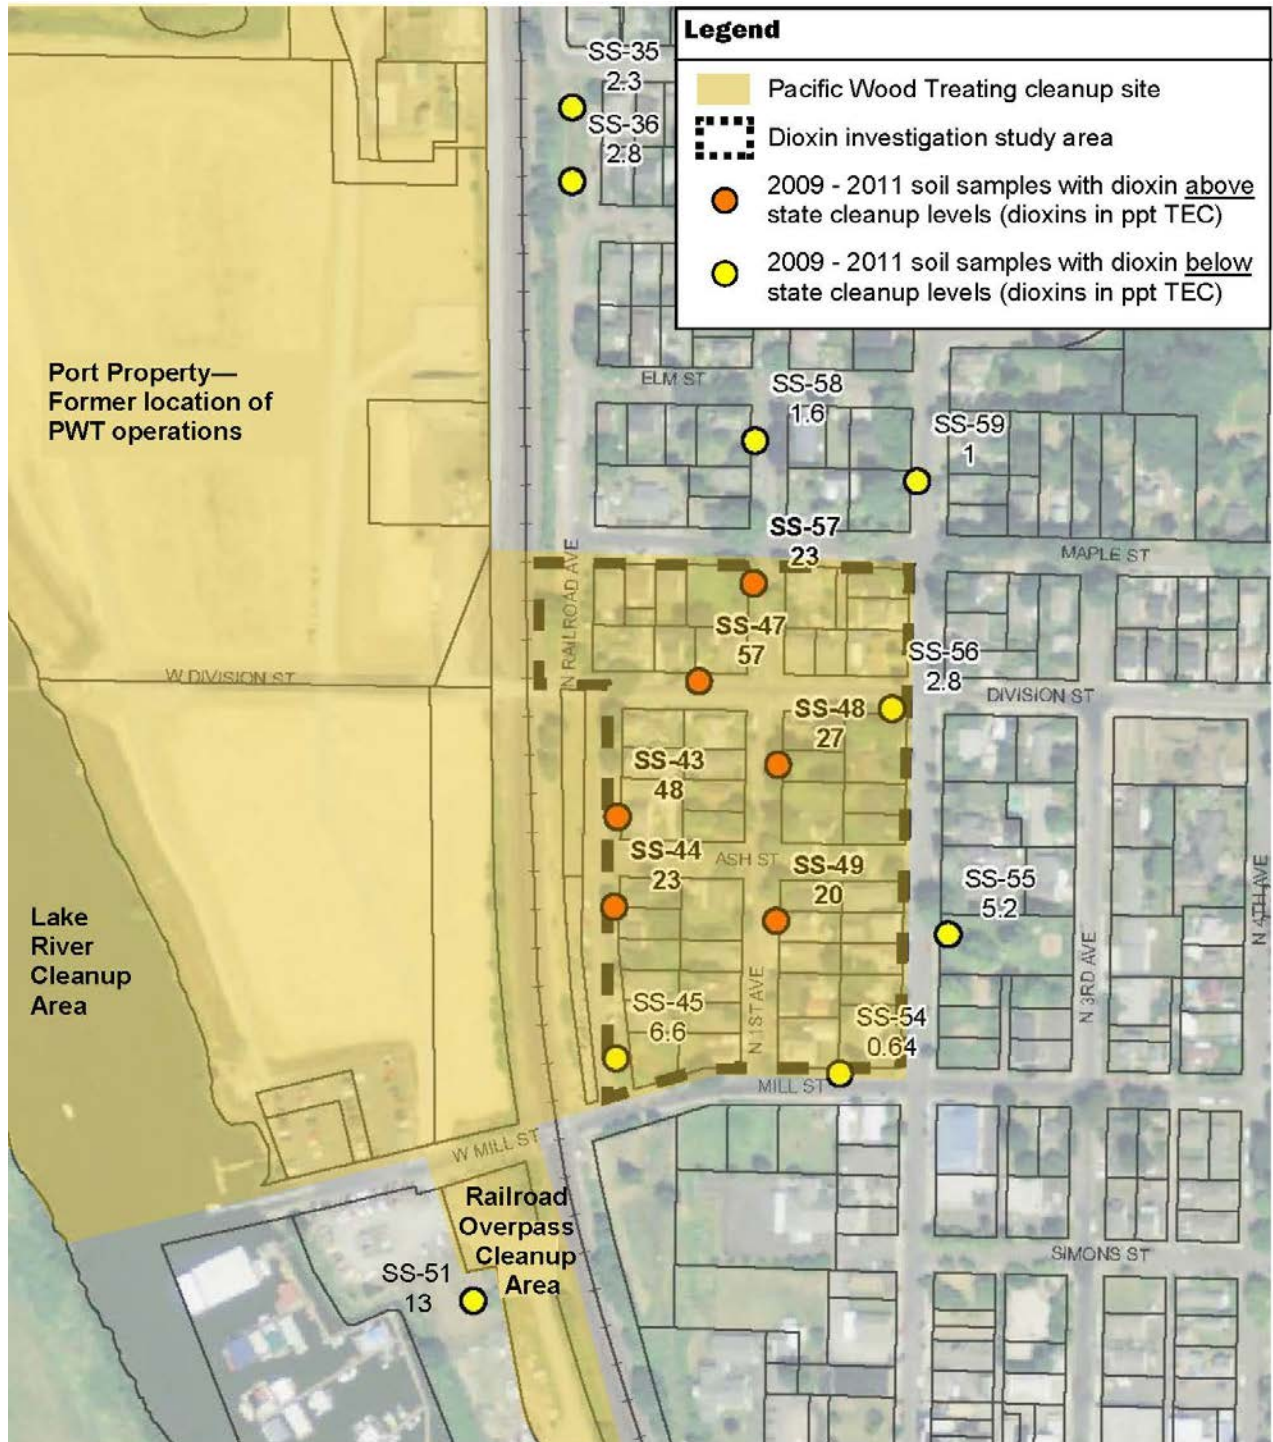 Legend
Pacific Wood Treating cleanup site
Dioxin investigation study area
2009 - 2011 soil samples with dioxin above
state cleanup levels (dioxins in ppt TEC)
2009 - 2011 soil samples with dioxin below
state cleanup levels (dioxins in ppt TEC)
SS-35
2.3
SS-36
2.8
Port Property—
Former location of
PWT operations
ELM ST
SS-58
1.6
SS-59
1
SS-57
23
MAPLE ST
N RAILROAD AVE
SS-47
57
SS-56
2.8
W DIVISION ST
DIVISION ST
SS-48
27
SS-43
48
ASH ST
SS-44
23
SS-49
20
SS-55
5.2
N 4TH AVE
Lake
River
Cleanup
Area
N 3RD AVE
N 1ST AVE
SS-45
6.6
SS-54
0.64
MILL ST
W MILL ST
Railroad
Overpass
Cleanup
Area
SIMONS ST
SS-51
13